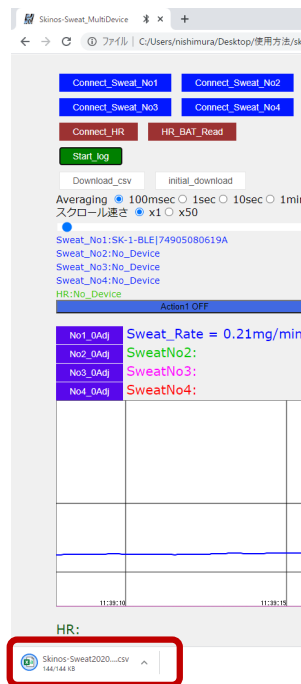 Skinos-Sweat_MultiDevice
ファイル | C:/Users/nishimura/Desktop/使用方法/sk
Connect_Sweat_No1 Connect_Sweat_No2
Connect_Sweat_No3 Connect_Sweat_No4
Connect_HR HR_BAT_Read
Start_log
Download_csv initial_download
Averaging 100msec 1sec 10sec 1min
スクロール速さ x1 x50
Sweat_No1:SK-1-BLE|74905080619A
Sweat_No2:No_Device
Sweat_No3:No_Device
Sweat_No4:No_Device
HR:No_Device
Action1 OFF
No1_0Adj Sweat_Rate = 0.21mg/min
No2_0Adj SweatNo2:
No3_0Adj SweatNo3:
No4_0Adj SweatNo4:
11:39:10 11:39:15
HR:
Skinos-Sweat2020....csv
144/144 KB